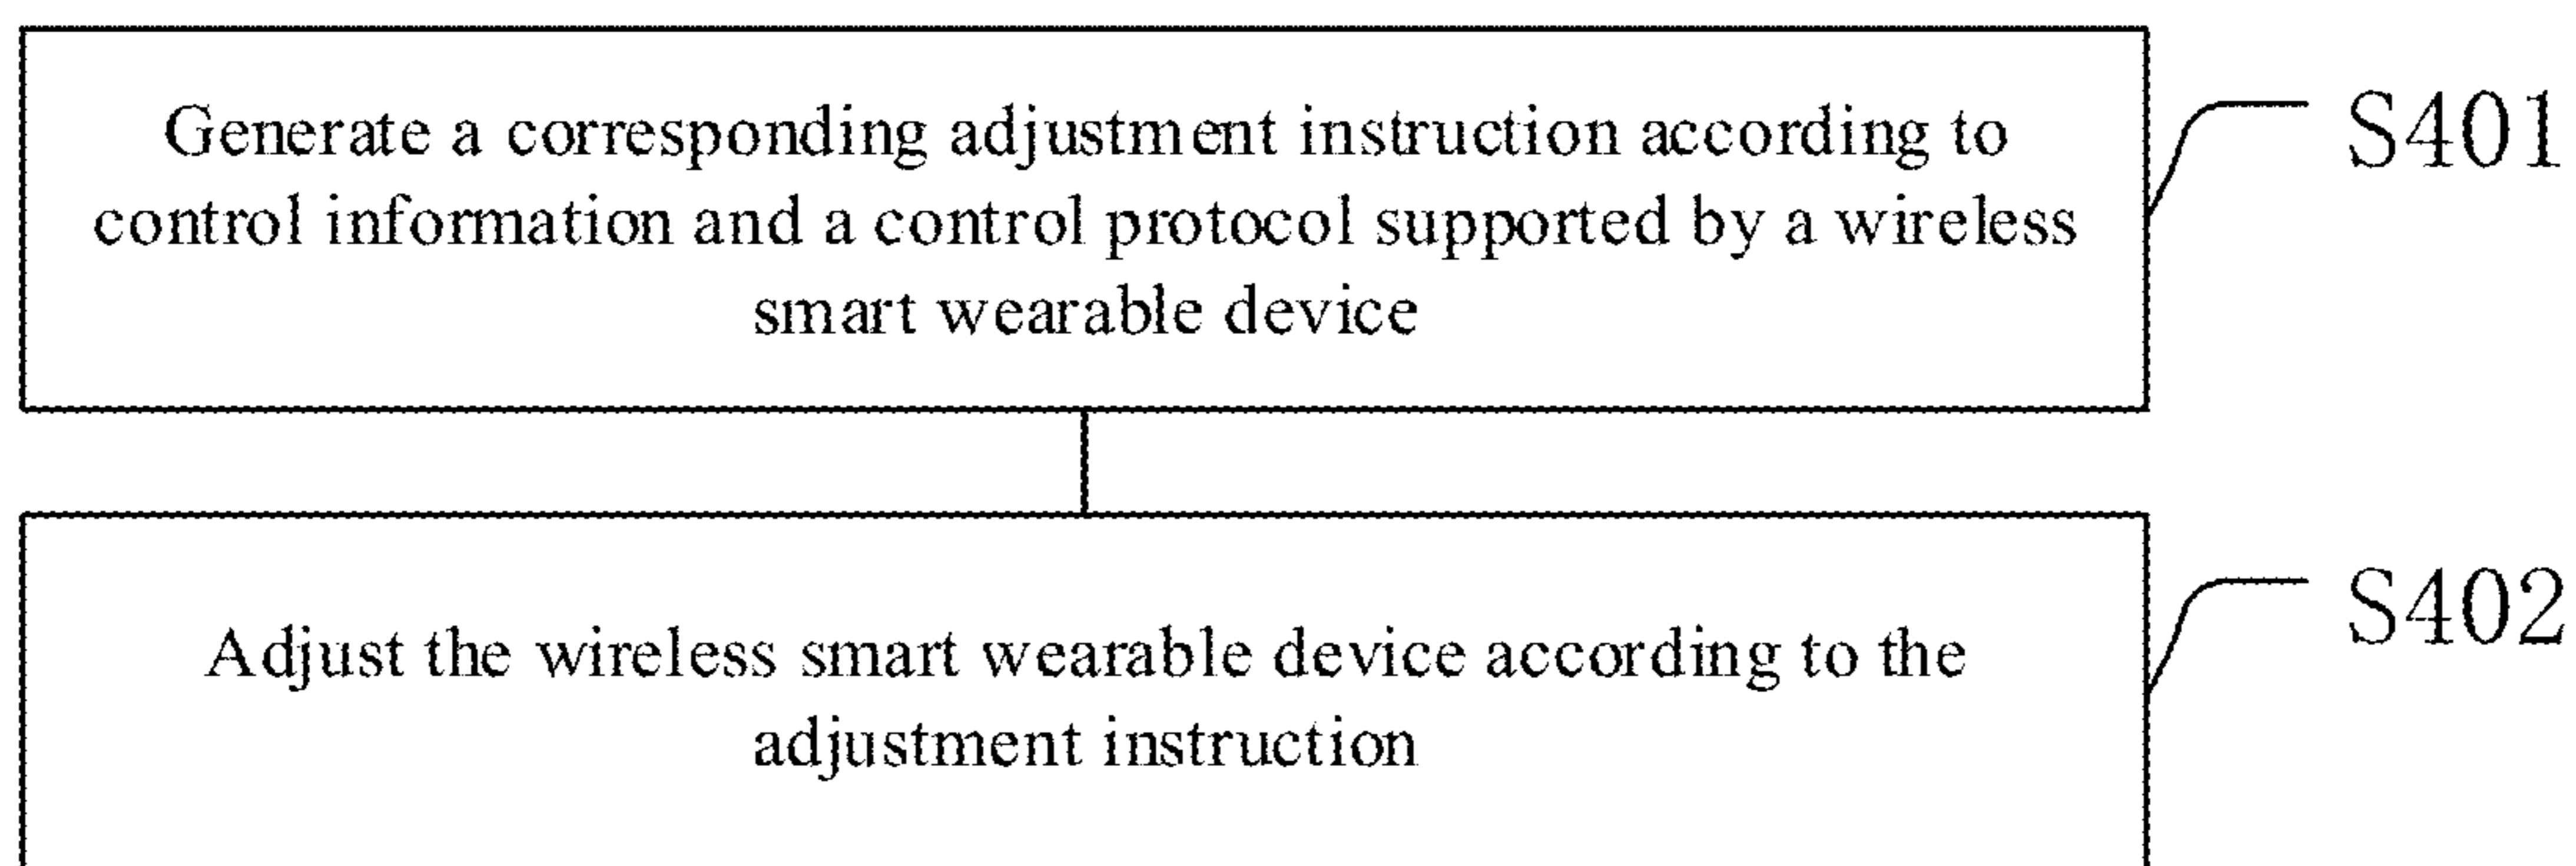 Generate a corresponding adjustment instruction according to
control information and a control protocol supported by a wireless
smart wearable device
S401
Adjust the wireless smart wearable device according to the
adjustment instruction
S402